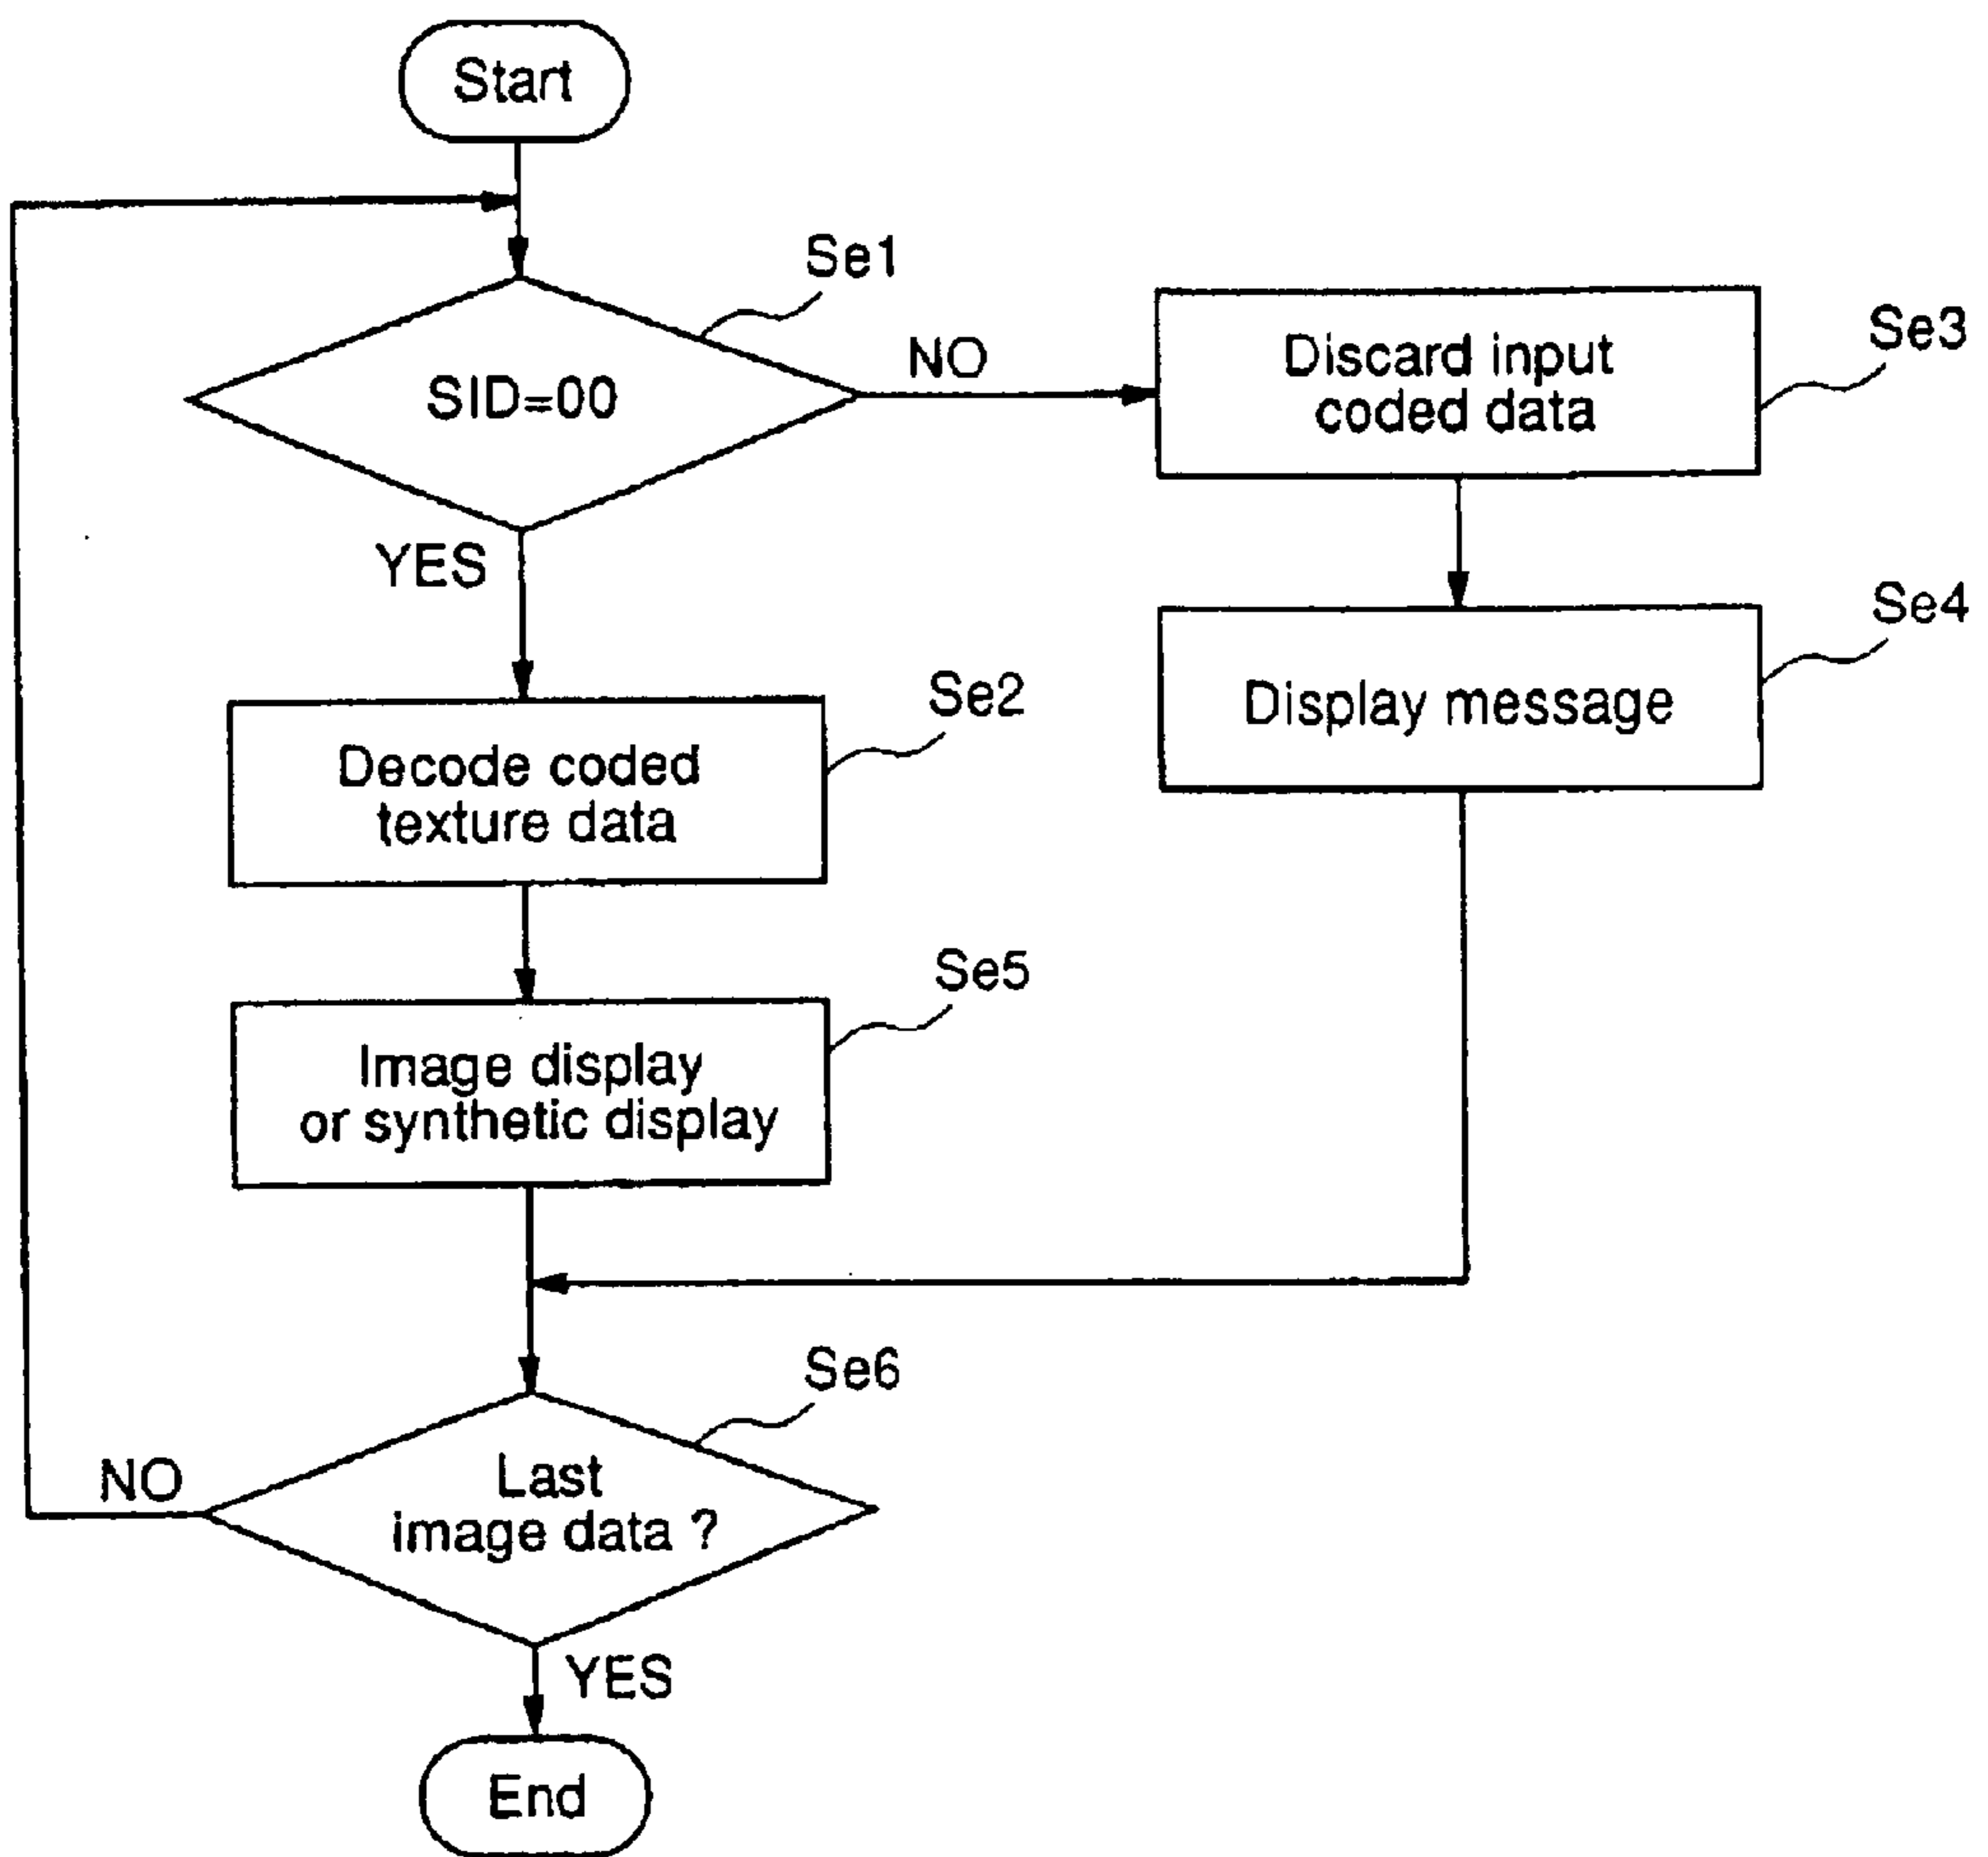 Start
Se1
SID=00
NO
YES
Discard input
coded data
Se3
Display message
Se4
Decode coded
texture data
Se2
Image display
or synthetic display
Se5
Last
image data ?
Se6
NO
YES
End